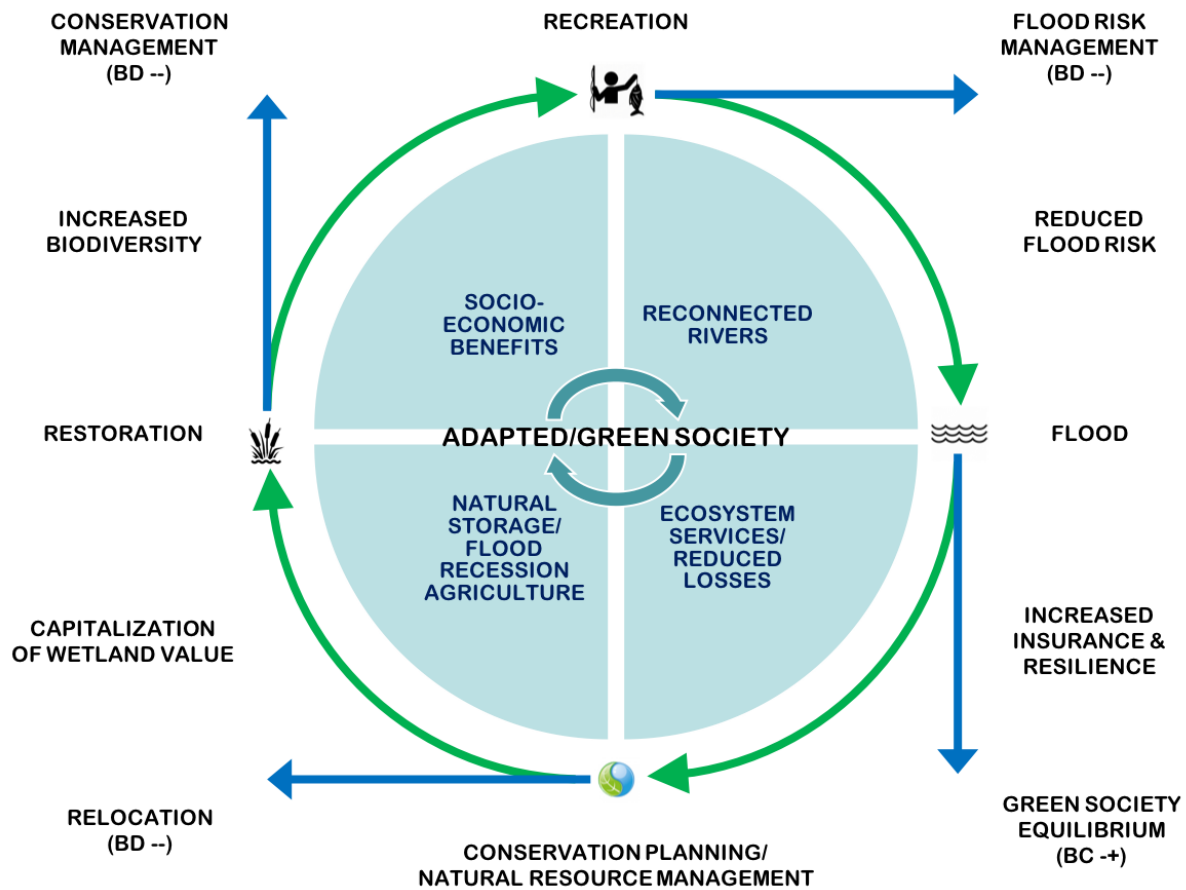 CONSERVATION
MANAGEMENT
(BD --)
RECREATION
FLOOD RISK
MANAGEMENT
(BD --)
INCREASED
BIODIVERSITY
REDUCED
FLOOD RISK
SOCIO-
ECONOMIC
BENEFITS
RECONNECTED
RIVERS
RESTORATION
ADAPTED/GREEN SOCIETY
FLOOD
NATURAL
STORAGE/
FLOOD
RECESSION
AGRICULTURE
ECOSYSTEM
SERVICES/
REDUCED
LOSSES
CAPITALIZATION
OF WETLAND VALUE
INCREASED
INSURANCE &
RESILIENCE
RELOCATION
(BD --)
CONSERVATION PLANNING/
NATURAL RESOURCE MANAGEMENT
GREEN SOCIETY
EQUILIBRIUM
(BC -+)